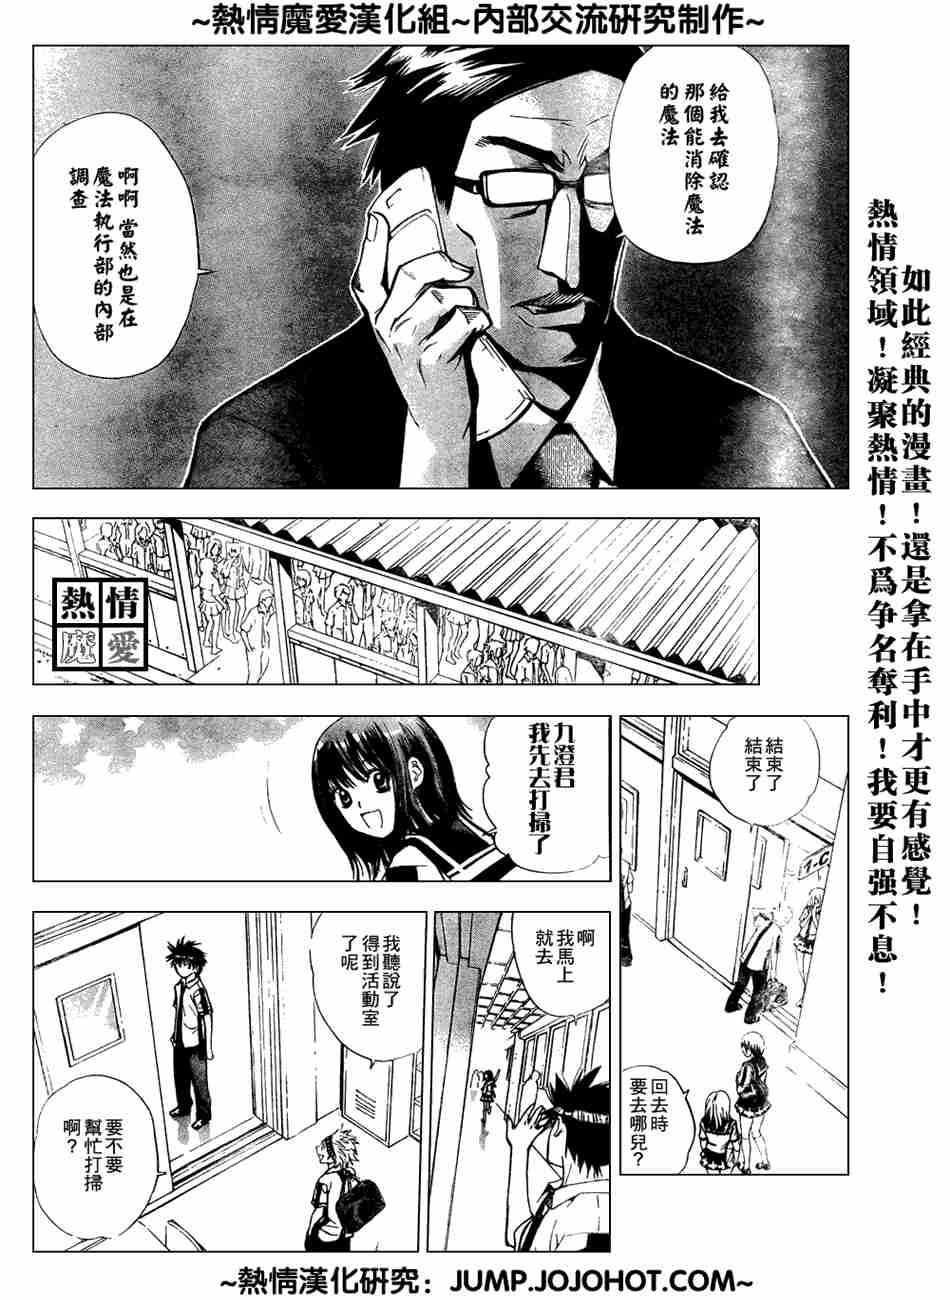 ~熱情魔愛漢化組~內部交流研究制作~
給我去確認
那個能消除魔法
的魔法
啊啊 當然也是在
魔法執行部的內部
調查
如此經典的漫畫！還是拿在手中才更有感覺！
熱情領域！凝聚熱情！不爲争名奪利！我要自强不息！
熱情
魔愛
結束了
結束了
1-C
回去時
要去哪兒？
九澄君
我先去打掃了
啊
我馬上
就去
我聽說了
得到活動室
了呢
要不要
幫忙打掃
啊？
~熱情漢化研究：JUMP.JOJOHOT.COM~